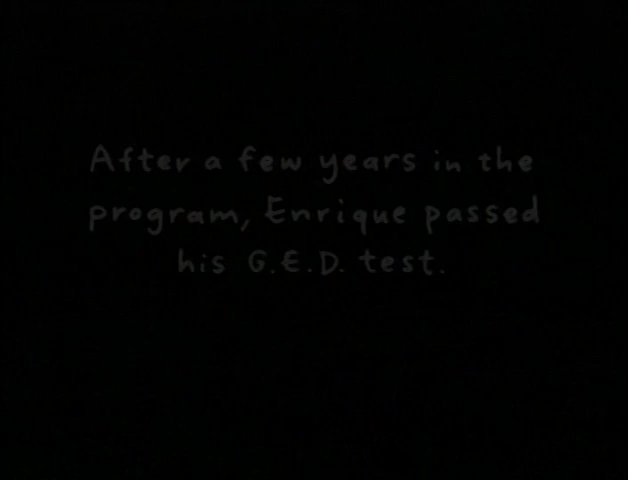 After a few years in the
program, Enrique passed
his G.E.D. test.